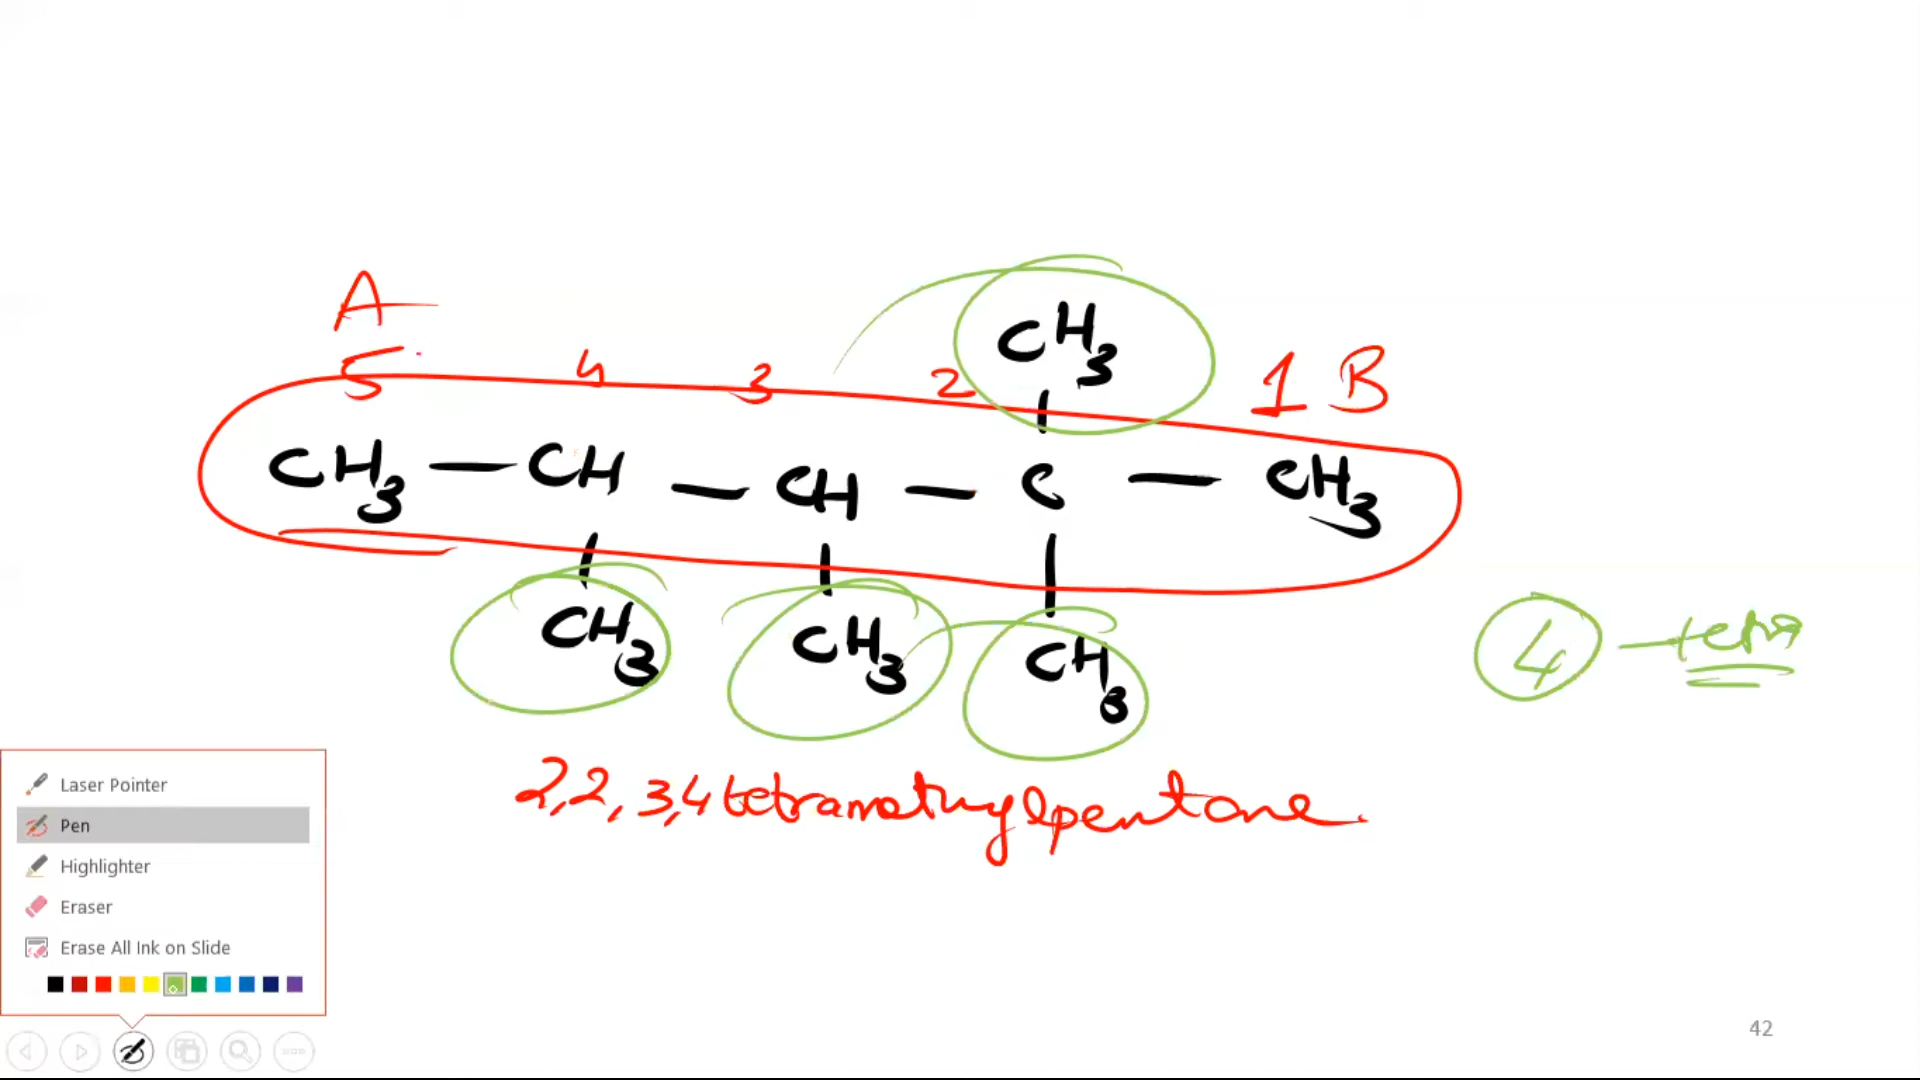 CH3
A
5 4 3 2 1 B
CH3 — CH — CH — C — CH3
CH3 CH3 CH3
4 — tetra
2,2,3,4 tetramethylpentane.
Laser Pointer
Pen
Highlighter
Eraser
Erase All Ink on Slide
42